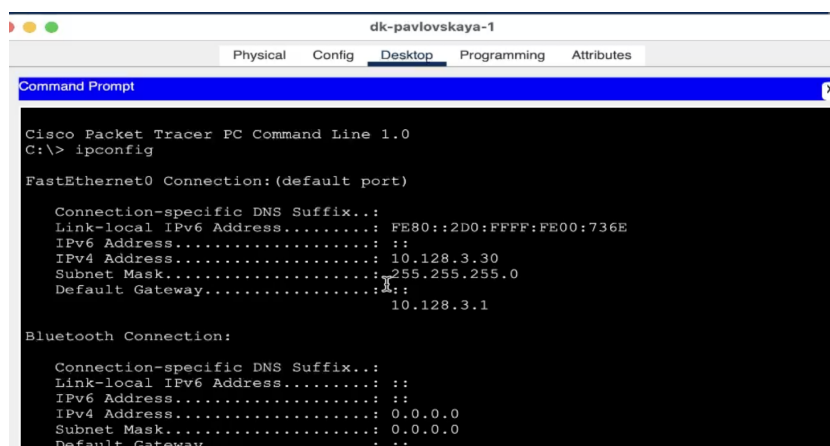 dk-pavlovskaya-1
Physical Config Desktop Programming Attributes
Command Prompt
Cisco Packet Tracer PC Command Line 1.0
C:\> ipconfig
FastEthernet0 Connection:(default port)
Connection-specific DNS Suffix..:
Link-local IPv6 Address.........: FE80::2D0:FFFF:FE00:736E
IPv6 Address....................: ::
IPv4 Address....................: 10.128.3.30
Subnet Mask.....................: 255.255.255.0
Default Gateway.................: ::
10.128.3.1
Bluetooth Connection:
Connection-specific DNS Suffix..:
Link-local IPv6 Address.........: ::
IPv6 Address....................: ::
IPv4 Address....................: 0.0.0.0
Subnet Mask.....................: 0.0.0.0
Default Gateway.................: ::